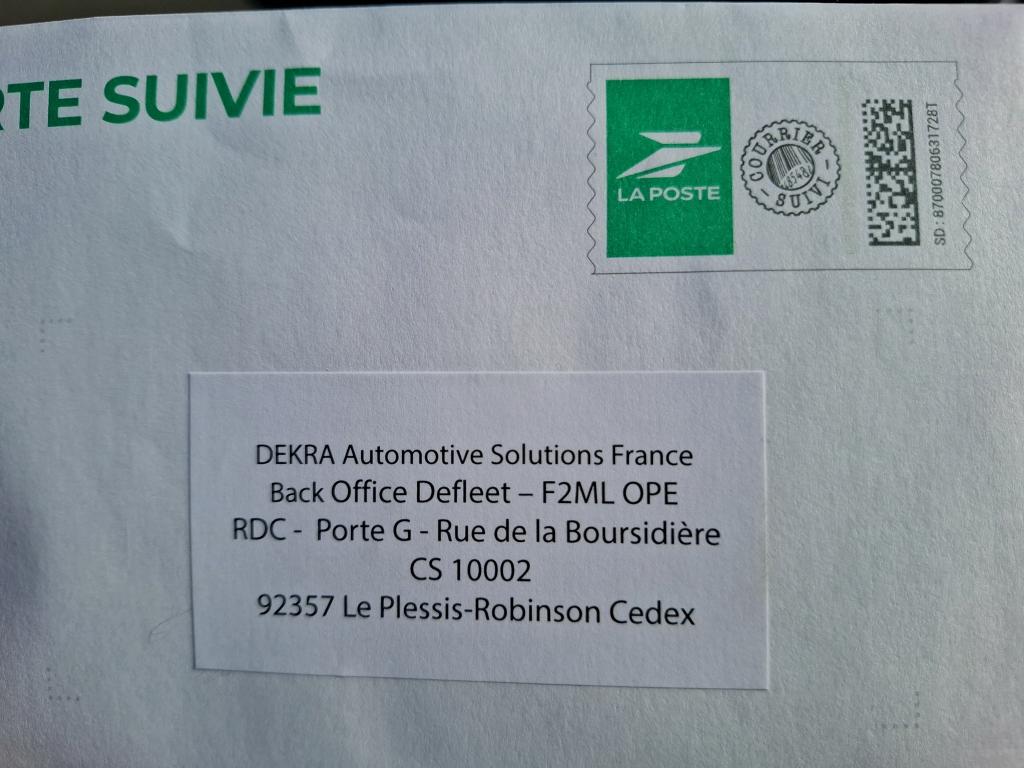 RTE SUIVIE
LA POSTE
COURRIER
SUIVI
SD : 87000780631728T
DEKRA Automotive Solutions France
Back Office Defleet – F2ML OPE
RDC - Porte G - Rue de la Boursidière
CS 10002
92357 Le Plessis-Robinson Cedex